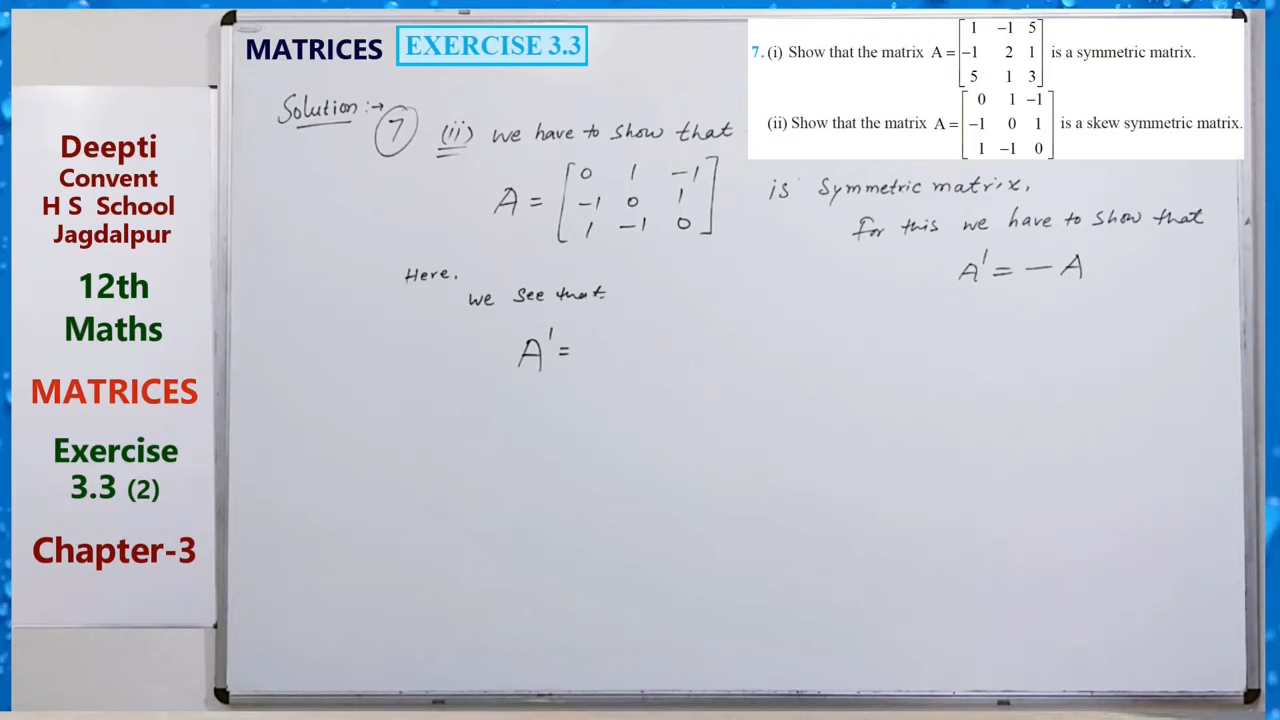 MATRICES EXERCISE 3.3
7. (i) Show that the matrix A = [1 −1 5
−1 2 1
5 1 3] is a symmetric matrix.
(ii) Show that the matrix A = [0 1 −1
−1 0 1
1 −1 0] is a skew symmetric matrix.
Deepti
Convent
H S School
Jagdalpur
12th
Maths
MATRICES
Exercise
3.3 (2)
Chapter-3
Solution :→
7 (ii) we have to show that
A = [0 1 −1
−1 0 1
1 −1 0]
is symmetric matrix.
For this we have to show that
A' = − A
Here,
we see that
A' =